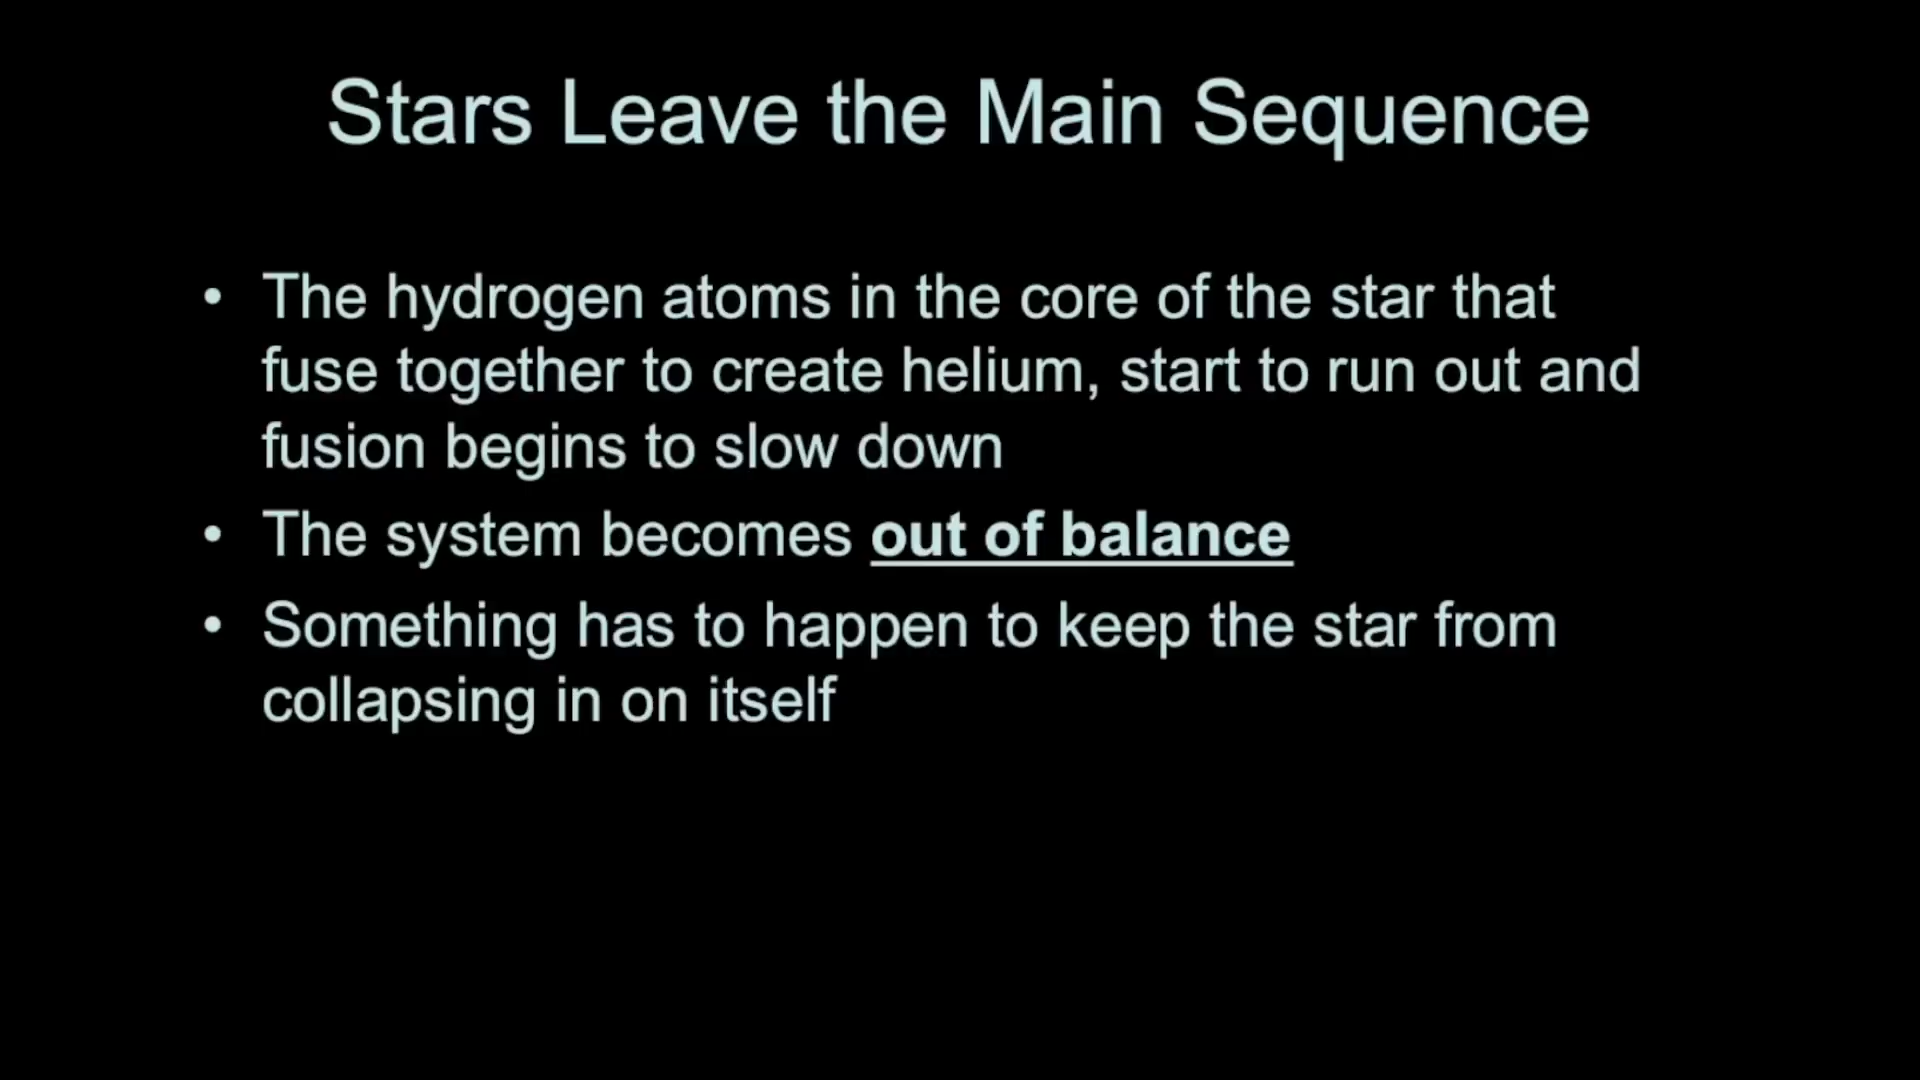 Stars Leave the Main Sequence
• The hydrogen atoms in the core of the star that
fuse together to create helium, start to run out and
fusion begins to slow down
• The system becomes out of balance
• Something has to happen to keep the star from
collapsing in on itself